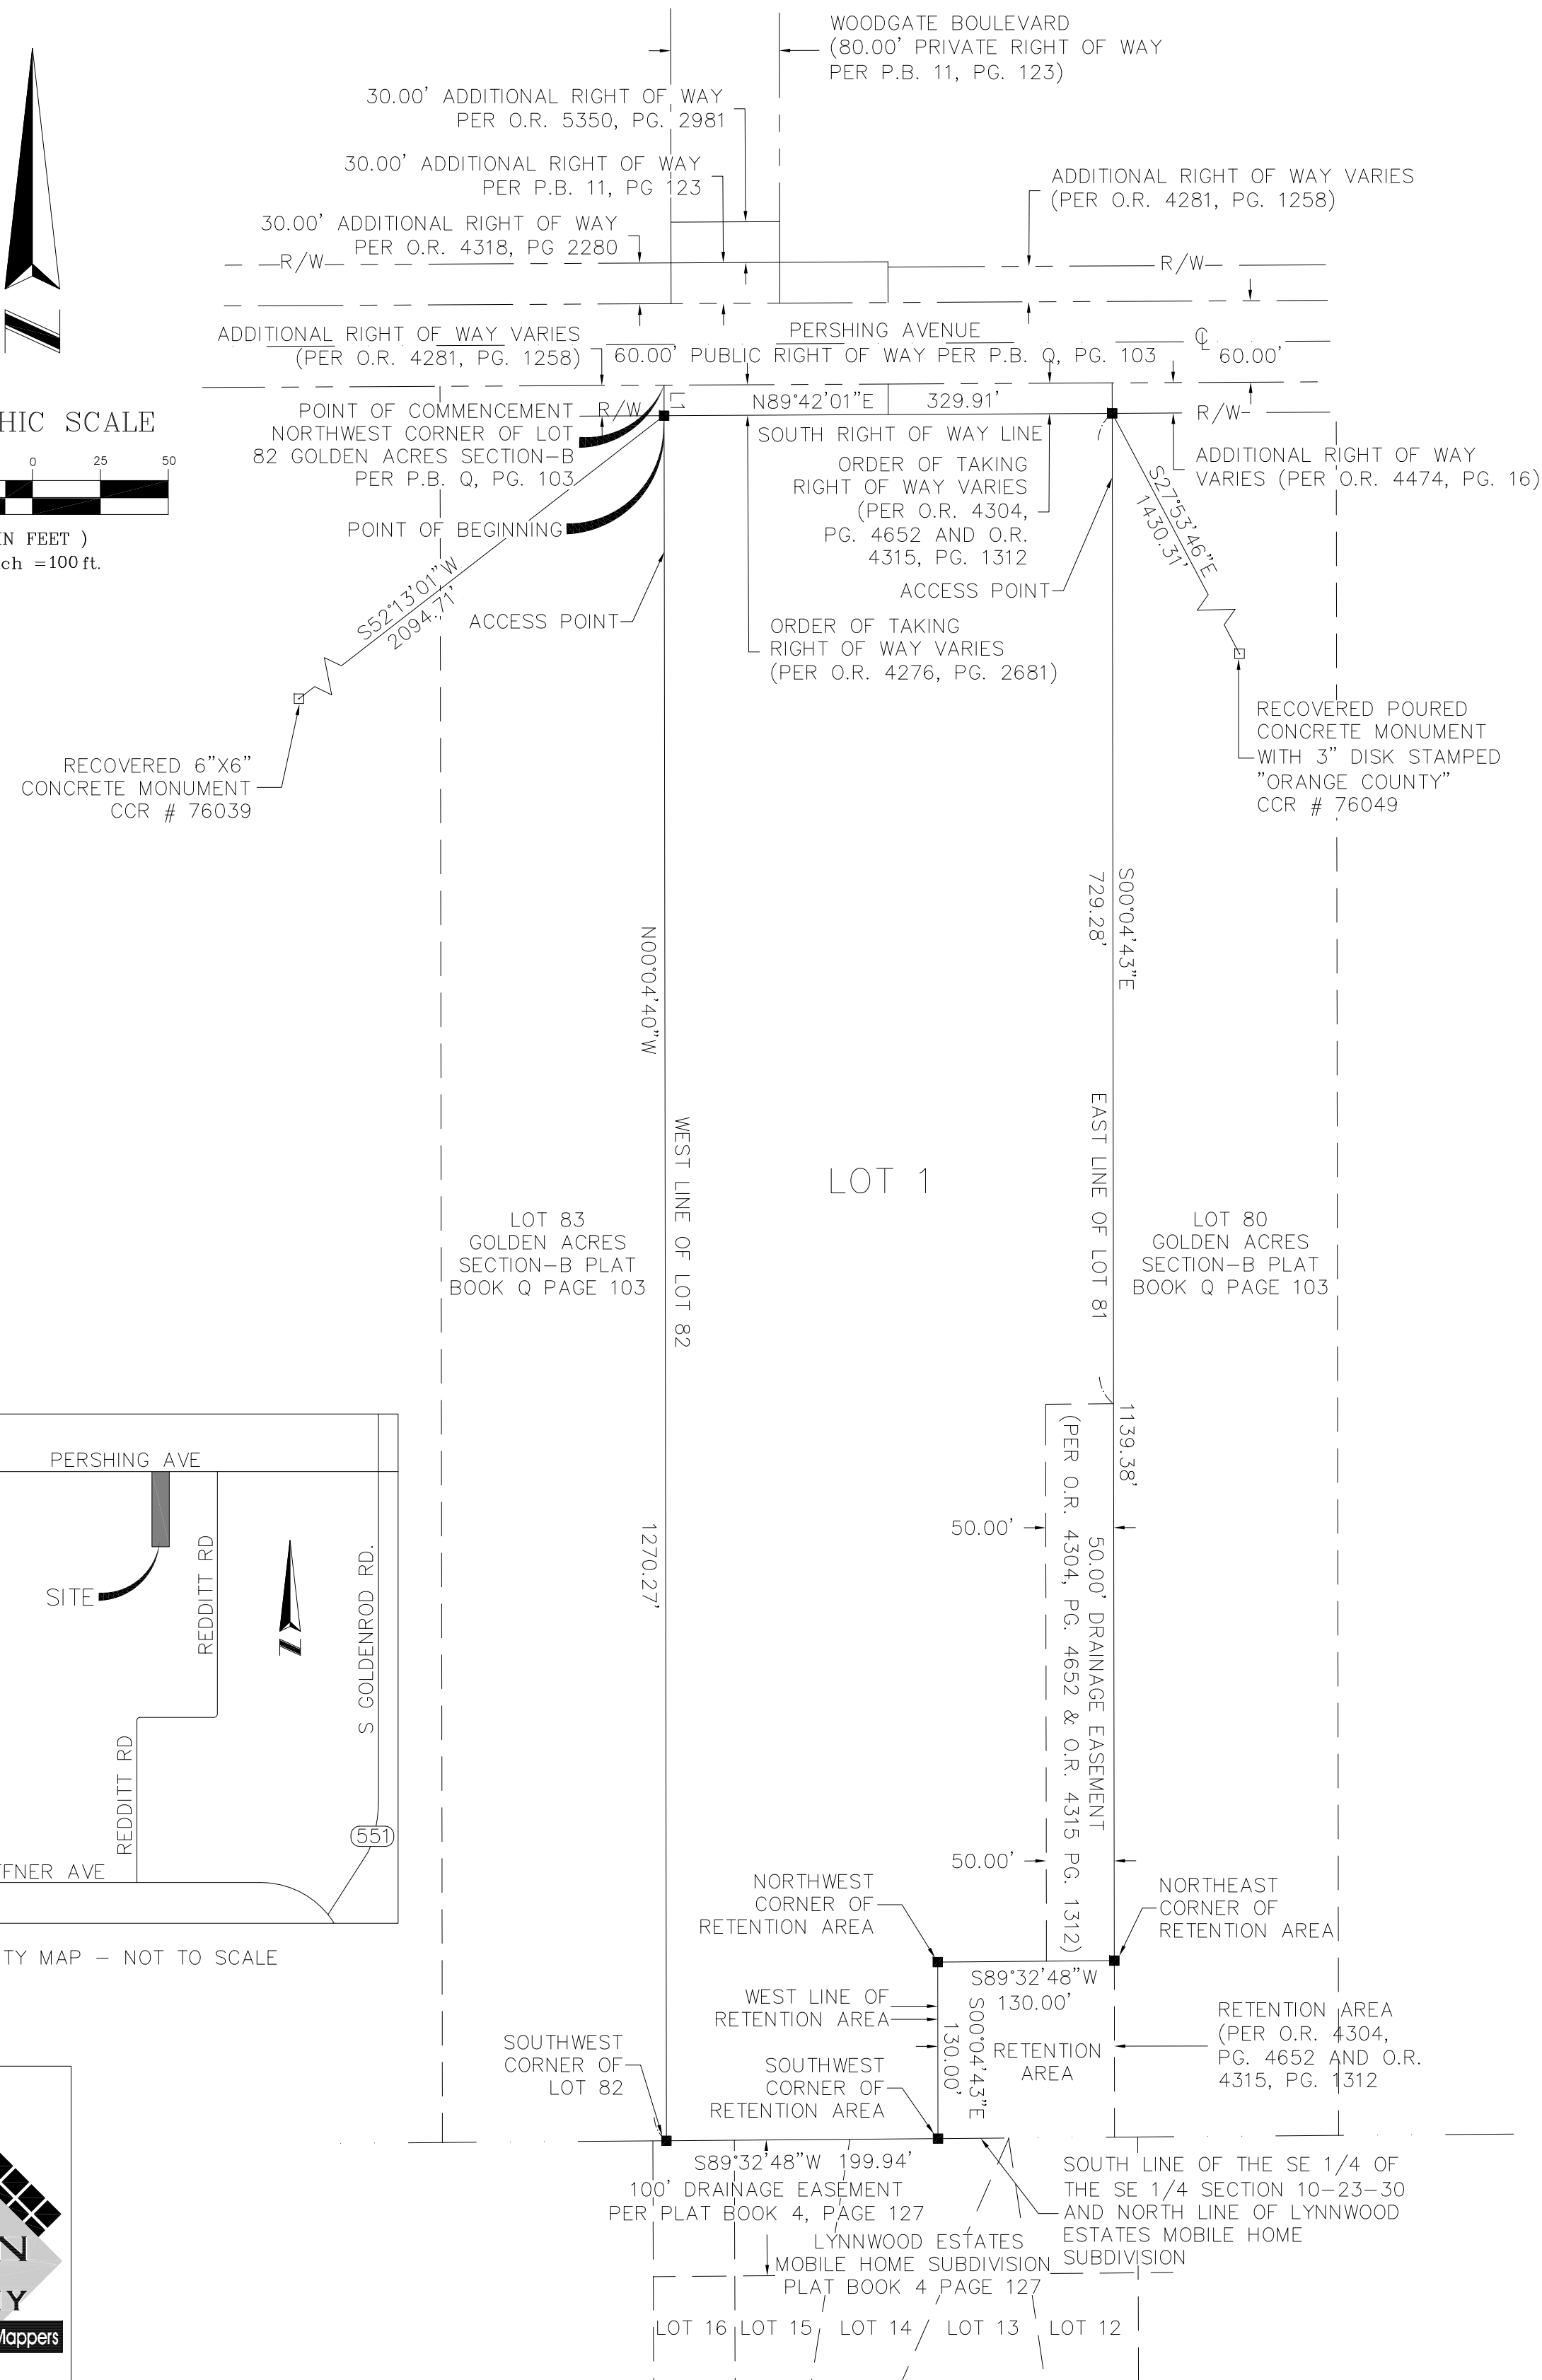 WOODGATE BOULEVARD
(80.00' PRIVATE RIGHT OF WAY
PER P.B. 11, PG. 123)
30.00' ADDITIONAL RIGHT OF WAY
PER O.R. 5350, PG. 2981
30.00' ADDITIONAL RIGHT OF WAY
PER P.B. 11, PG 123
30.00' ADDITIONAL RIGHT OF WAY
PER O.R. 4318, PG 2280
ADDITIONAL RIGHT OF WAY VARIES
(PER O.R. 4281, PG. 1258)
R/W
R/W
N
ADDITIONAL RIGHT OF WAY VARIES
(PER O.R. 4281, PG. 1258)
PERSHING AVENUE
60.00' PUBLIC RIGHT OF WAY PER P.B. Q, PG. 103
60.00'
HIC SCALE
0 25 50
IN FEET )
ch =100 ft.
POINT OF COMMENCEMENT
NORTHWEST CORNER OF LOT
82 GOLDEN ACRES SECTION-B
PER P.B. Q, PG. 103
R/W
L1
N89°42'01"E 329.91'
R/W
SOUTH RIGHT OF WAY LINE
POINT OF BEGINNING
ORDER OF TAKING
RIGHT OF WAY VARIES
(PER O.R. 4304,
PG. 4652 AND O.R.
4315, PG. 1312
ADDITIONAL RIGHT OF WAY
VARIES (PER O.R. 4474, PG. 16)
S27°53'46"E
1430.31'
S52°13'01"W
2094.71'
ACCESS POINT
ACCESS POINT
ORDER OF TAKING
RIGHT OF WAY VARIES
(PER O.R. 4276, PG. 2681)
RECOVERED 6"X6"
CONCRETE MONUMENT
CCR # 76039
RECOVERED POURED
CONCRETE MONUMENT
WITH 3" DISK STAMPED
"ORANGE COUNTY"
CCR # 76049
N00°04'40"W
S00°04'43"E
729.28'
WEST LINE OF LOT 82
EAST LINE OF LOT 81
LOT 1
LOT 83
GOLDEN ACRES
SECTION-B PLAT
BOOK Q PAGE 103
LOT 80
GOLDEN ACRES
SECTION-B PLAT
BOOK Q PAGE 103
1270.27'
1139.38'
50.00'
50.00' DRAINAGE EASEMENT
(PER O.R. 4304, PG. 4652 & O.R. 4315 PG. 1312)
50.00'
PERSHING AVE
SITE
REDDITT RD
S GOLDENROD RD.
N
REDDITT RD
551
FNER AVE
TY MAP - NOT TO SCALE
NORTHWEST
CORNER OF
RETENTION AREA
NORTHEAST
CORNER OF
RETENTION AREA
S89°32'48"W
130.00'
WEST LINE OF
RETENTION AREA
S00°04'43"E
130.00'
RETENTION
AREA
RETENTION AREA
(PER O.R. 4304,
PG. 4652 AND O.R.
4315, PG. 1312
SOUTHWEST
CORNER OF
LOT 82
SOUTHWEST
CORNER OF
RETENTION AREA
S89°32'48"W 199.94'
100' DRAINAGE EASEMENT
PER PLAT BOOK 4, PAGE 127
SOUTH LINE OF THE SE 1/4 OF
THE SE 1/4 SECTION 10-23-30
AND NORTH LINE OF LYNNWOOD
ESTATES MOBILE HOME
SUBDIVISION
LYNNWOOD ESTATES
MOBILE HOME SUBDIVISION
PLAT BOOK 4 PAGE 127
LOT 16 LOT 15 LOT 14 LOT 13 LOT 12
N
Y
Mappers